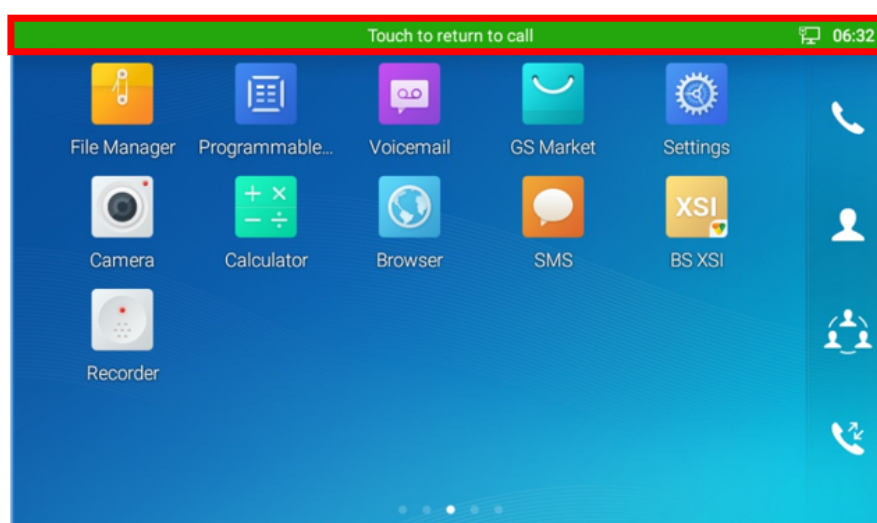 Touch to return to call 06:32
File Manager Programmable... Voicemail GS Market Settings
XSI
Camera Calculator Browser SMS BS XSI
Recorder